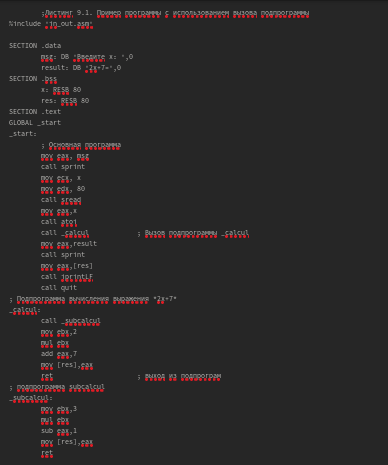 ;Листинг 9.1. Пример программы с использованием вызова подпрограммы
%include 'in_out.asm'
SECTION .data
msg: DB 'Введите x: ',0
result: DB '2x+7=',0
SECTION .bss
x: RESB 80
res: RESB 80
SECTION .text
GLOBAL _start
_start:
; Основная программа
mov eax, msg
call sprint
mov ecx, x
mov edx, 80
call sread
mov eax,x
call atoi
call _calcul ; Вызов подпрограммы _calcul
mov eax,result
call sprint
mov eax,[res]
call iprintLF
call quit
; Подпрограмма вычисления выражения "2x+7"
_calcul:
call _subcalcul
mov ebx,2
mul ebx
add eax,7
mov [res],eax
ret ; выход из подпрограм
; подпрограмма subcalcul
_subcalcul:
mov ebx,3
mul ebx
sub eax,1
mov [res],eax
ret